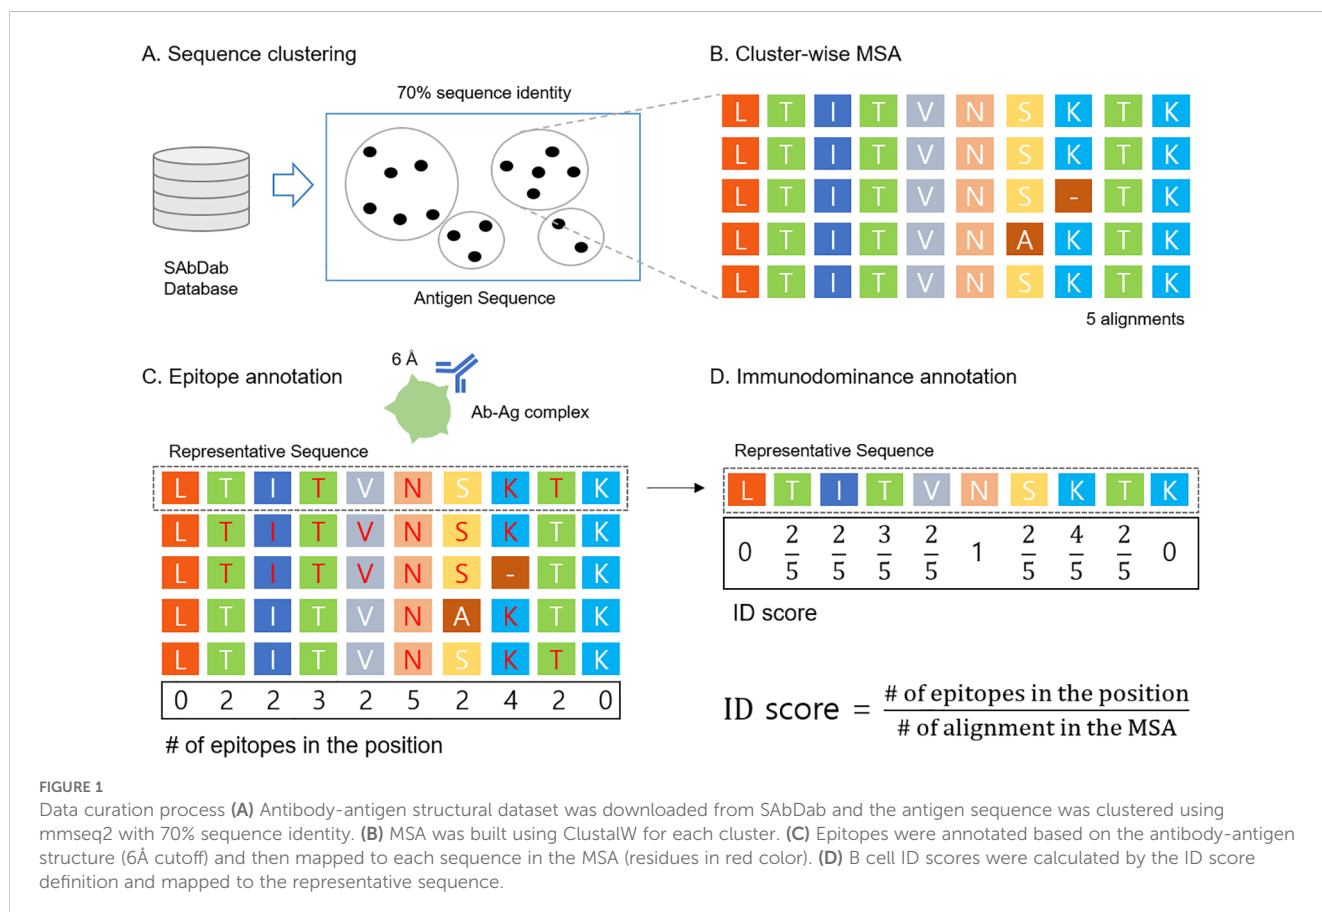 A. Sequence clustering
70% sequence identity
SAbDab
Database
Antigen Sequence
B. Cluster-wise MSA
L T I T V N S K T K
L T I T V N S K T K
L T I T V N S - T K
L T I T V N A K T K
L T I T V N S K T K
5 alignments
C. Epitope annotation
6 Å
Ab-Ag complex
Representative Sequence
L T I T V N S K T K
L T I T V N S K T K
L T I T V N S - T K
L T I T V N A K T K
L T I T V N S K T K
0 2 2 3 2 5 2 4 2 0
# of epitopes in the position
D. Immunodominance annotation
Representative Sequence
L T I T V N S K T K
0 2/5 2/5 3/5 2/5 1 2/5 4/5 2/5 0
ID score
ID score = # of epitopes in the position / # of alignment in the MSA
FIGURE 1
Data curation process (A) Antibody-antigen structural dataset was downloaded from SAbDab and the antigen sequence was clustered using
mmseq2 with 70% sequence identity. (B) MSA was built using ClustalW for each cluster. (C) Epitopes were annotated based on the antibody-antigen
structure (6Å cutoff) and then mapped to each sequence in the MSA (residues in red color). (D) B cell ID scores were calculated by the ID score
definition and mapped to the representative sequence.